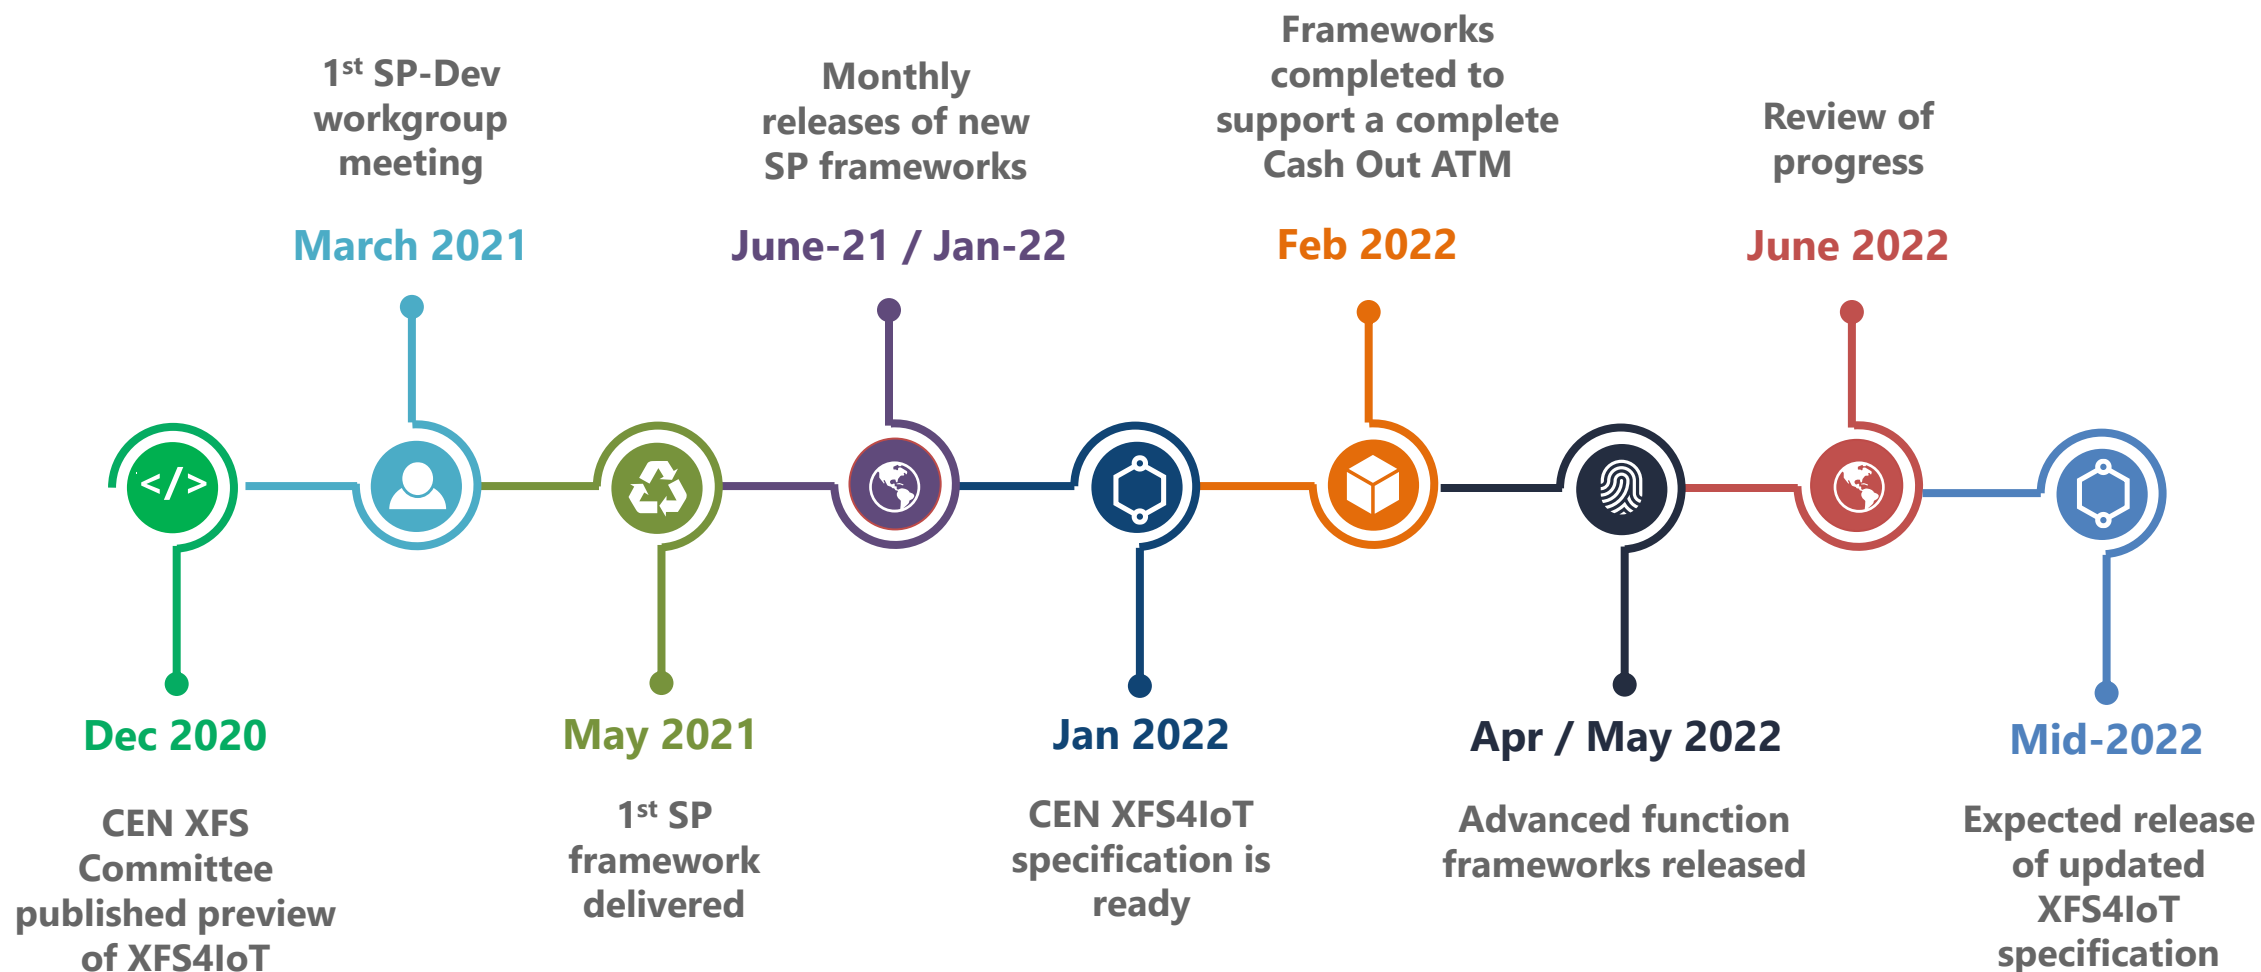 1st SP-Dev
workgroup
meeting
March 2021
Monthly
releases of new
SP frameworks
June-21 / Jan-22
Frameworks
completed to
support a complete
Cash Out ATM
Feb 2022
Review of
progress
June 2022
</>
Dec 2020
CEN XFS
Committee
published preview
of XFS4IoT
May 2021
1st SP
framework
delivered
Jan 2022
CEN XFS4IoT
specification is
ready
Apr / May 2022
Advanced function
frameworks released
Mid-2022
Expected release
of updated
XFS4IoT
specification